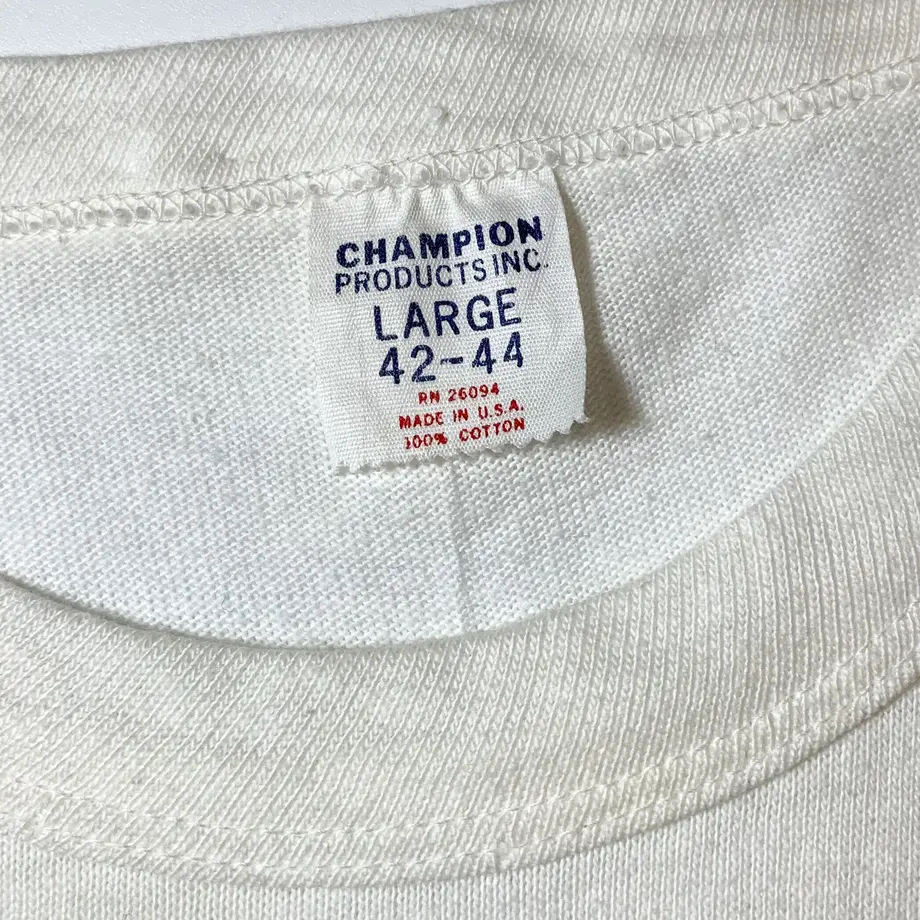 CHAMPION
PRODUCTS INC.
LARGE
42-44
RN 26094
MADE IN U.S.A.
100% COTTON